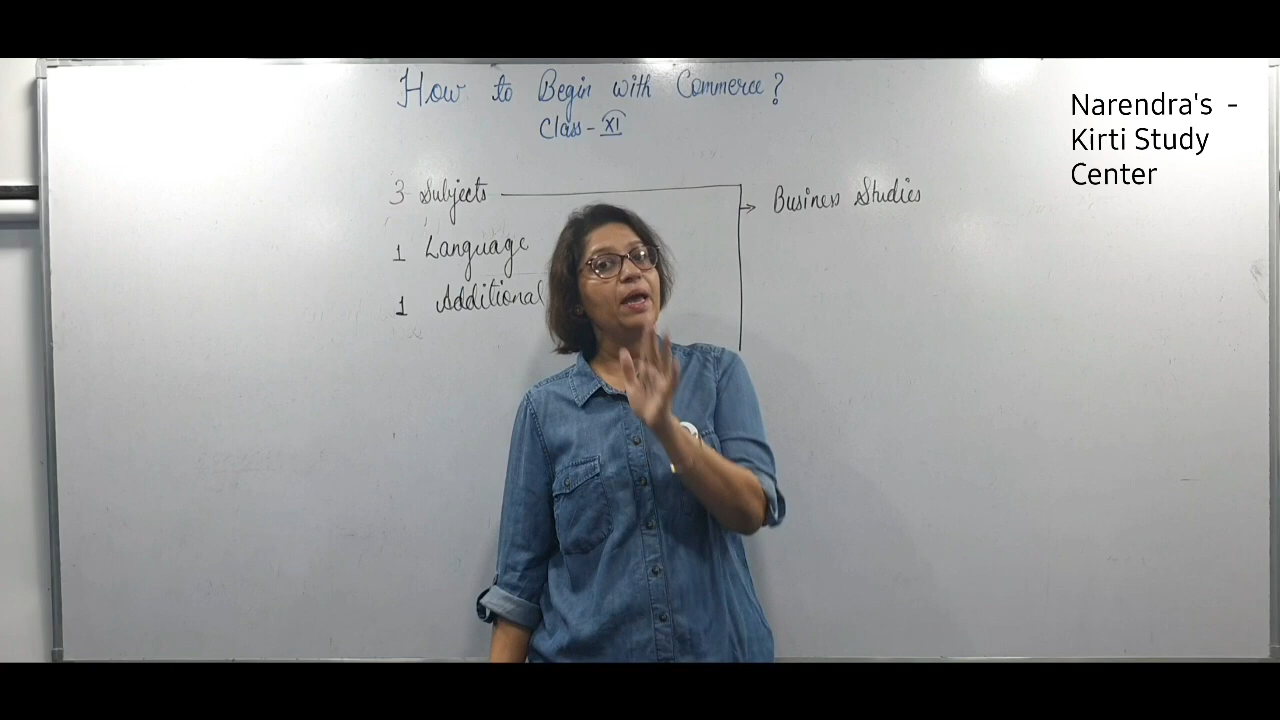 How to Begin with Commerce?
Class - XI
3 Subjects
Business Studies
1 Language
1 Additional
Narendra's -
Kirti Study
Center